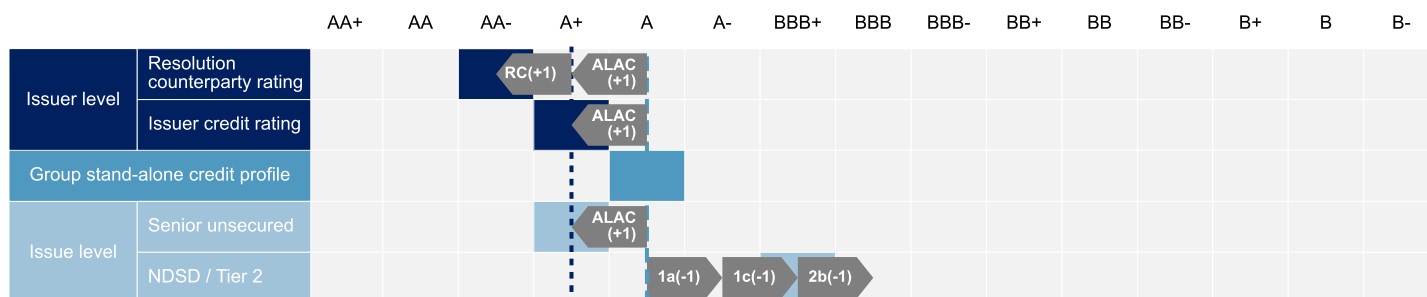 AA+ AA AA- A+ A A- BBB+ BBB BBB- BB+ BB BB- B+ B B-
Issuer level
Resolution
counterparty rating
RC(+1)
ALAC
(+1)
Issuer credit rating
ALAC
(+1)
Group stand-alone credit profile
Issue level
Senior unsecured
ALAC
(+1)
NDSD / Tier 2
1a(-1) 1c(-1) 2b(-1)